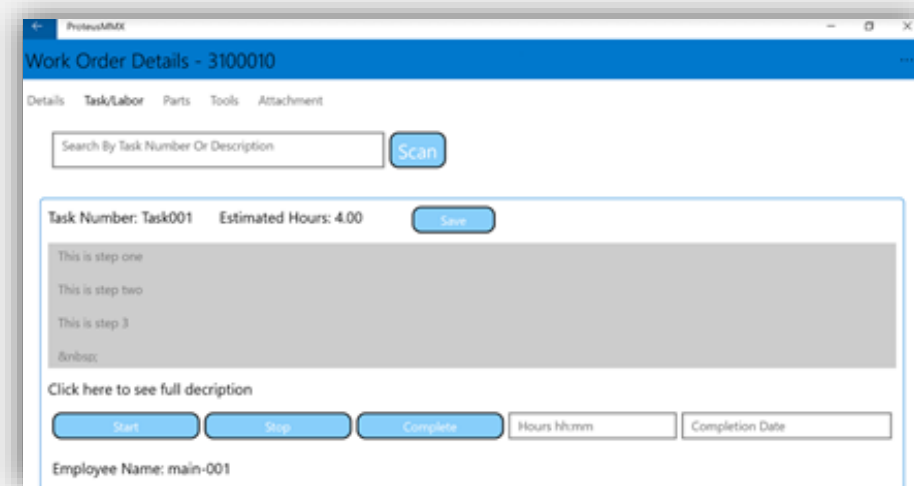 ProteusMMX
Work Order Details - 3100010
Details Task/Labor Parts Tools Attachment
Search By Task Number Or Description Scan
Task Number: Task001 Estimated Hours: 4.00 Save
This is step one
This is step two
This is step 3
&nbsp;
Click here to see full decription
Start Stop Complete Hours hh:mm Completion Date
Employee Name: main-001